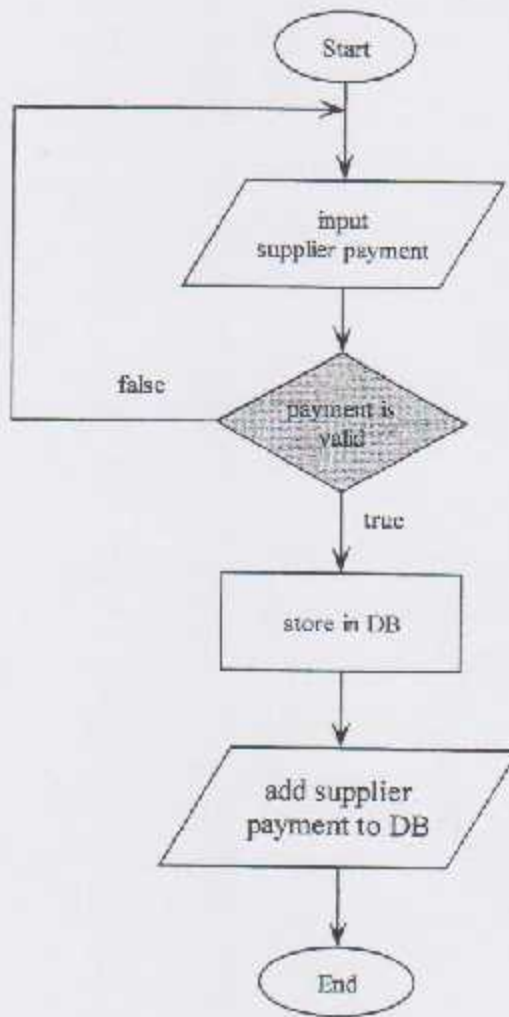 Start
input
supplier payment
false
payment is
valid
true
store in DB
add supplier
payment to DB
End